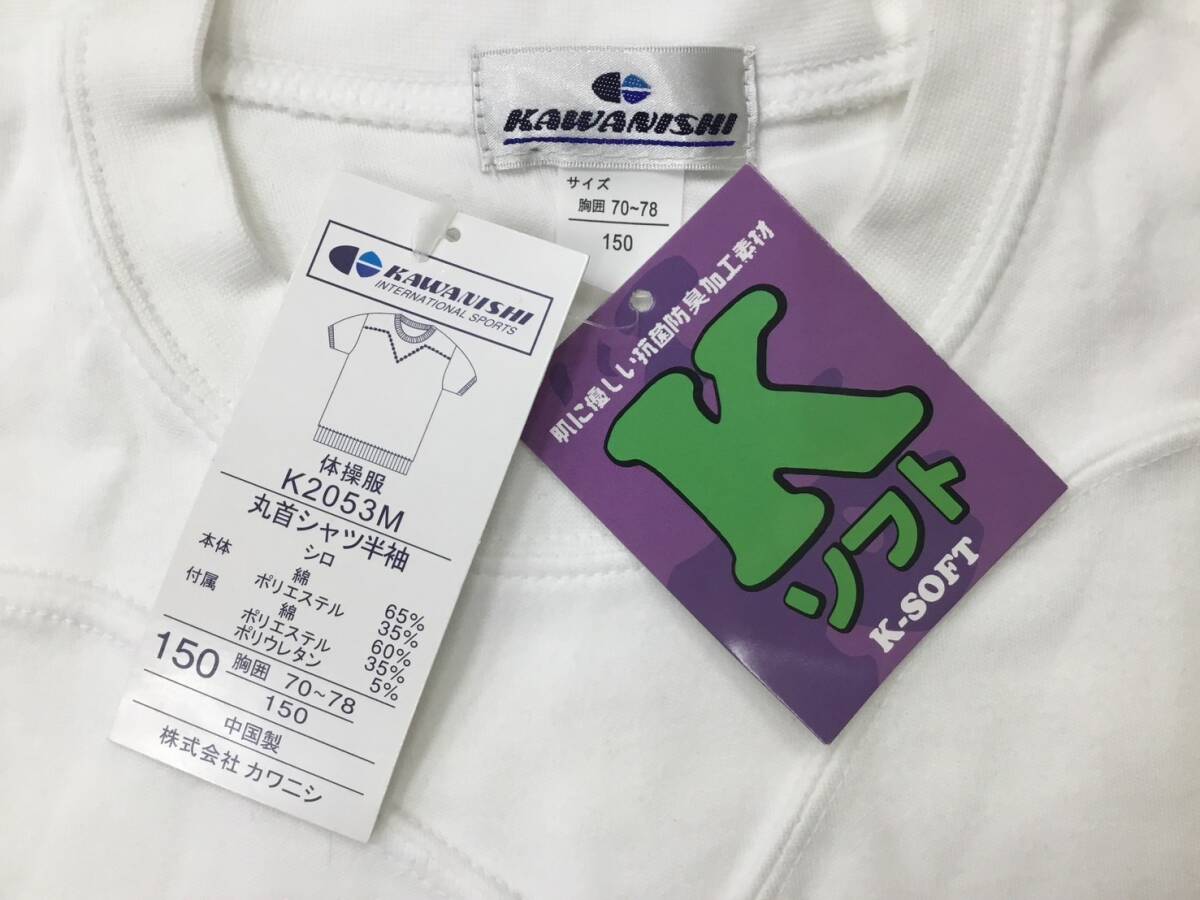 KAWANISHI
サイズ
胸囲 70~78
150
KAWANISHI
INTERNATIONAL SPORTS
体操服
K2053M
丸首シャツ半袖
シロ
本体 綿 65%
ポリエステル 35%
付属 綿 60%
ポリエステル 35%
ポリウレタン 5%
150 胸囲 70~78
150
中国製
株式会社 カワニシ
肌に優しい抗菌防臭加工素材
K
ソフト
K-SOFT